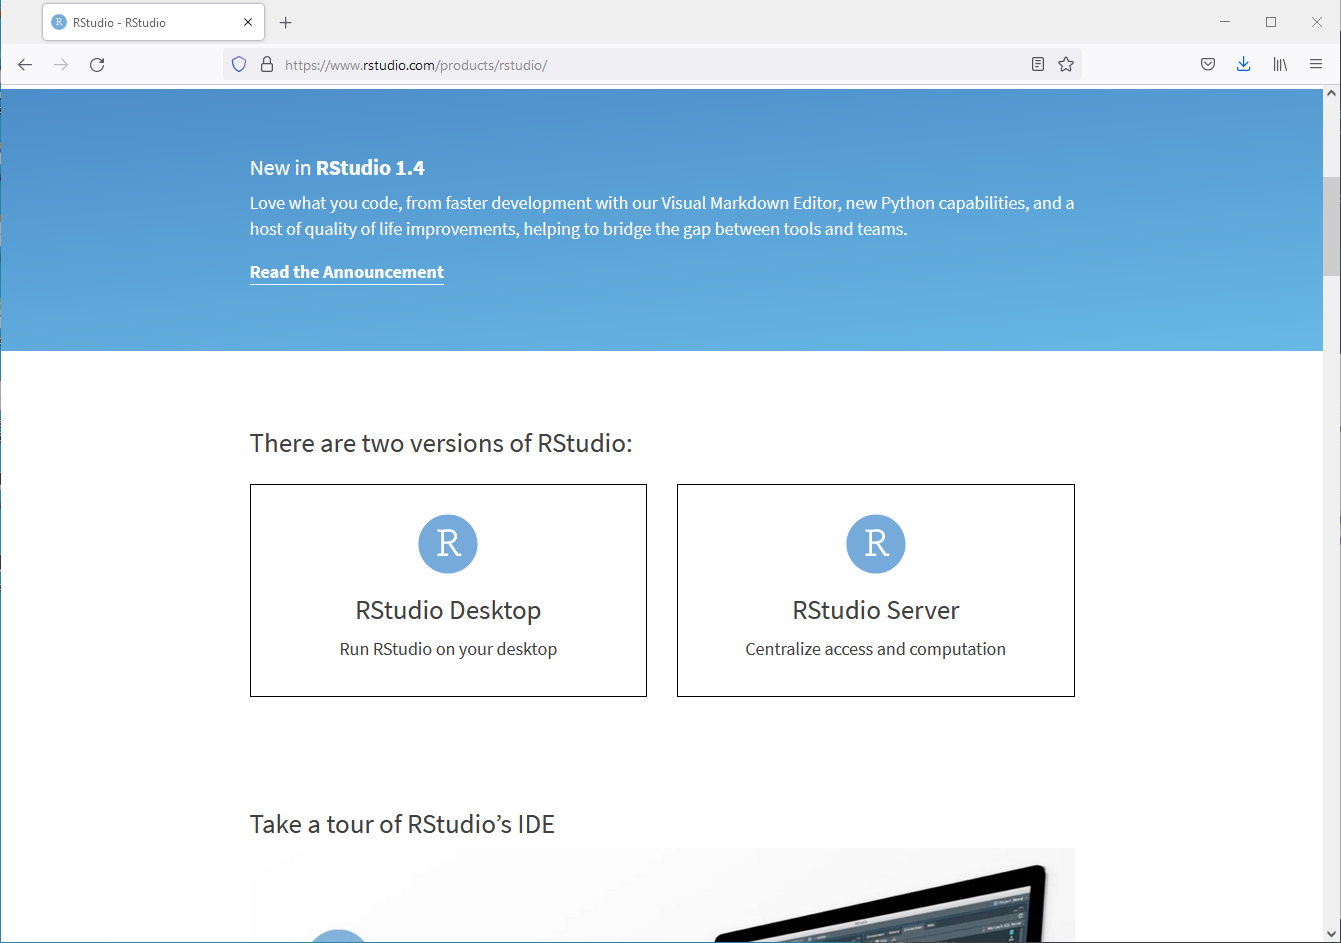 RStudio - RStudio
https://www.rstudio.com/products/rstudio/
New in RStudio 1.4
Love what you code, from faster development with our Visual Markdown Editor, new Python capabilities, and a
host of quality of life improvements, helping to bridge the gap between tools and teams.
Read the Announcement
There are two versions of RStudio:
R
RStudio Desktop
Run RStudio on your desktop
R
RStudio Server
Centralize access and computation
Take a tour of RStudio’s IDE